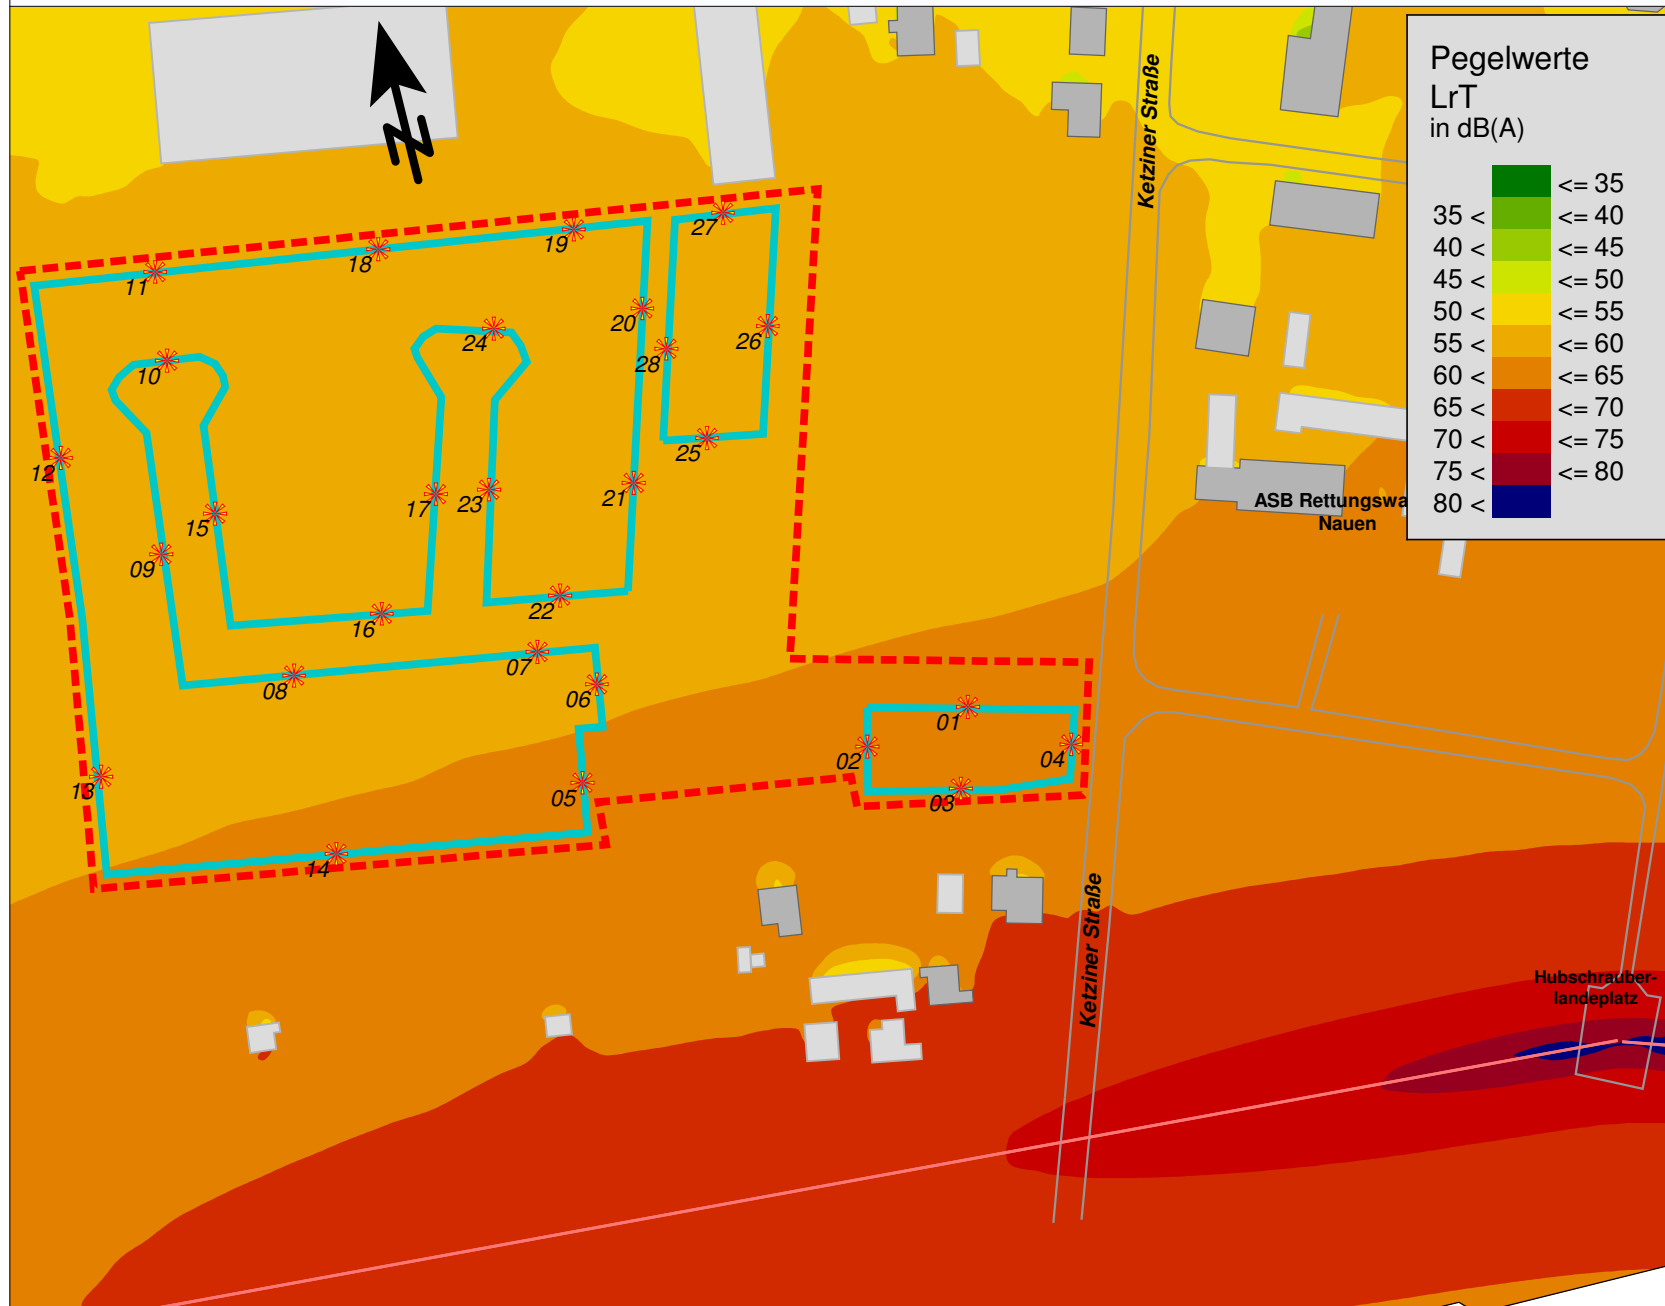 Pegelwerte
LrT
in dB(A)
<= 35
35 < <= 40
40 < <= 45
45 < <= 50
50 < <= 55
55 < <= 60
60 < <= 65
65 < <= 70
70 < <= 75
75 < <= 80
80 <
Ketziner Straße
27
19
18
11
20
26
24
28
10
25
12
21
17
23
15
ASB Rettungswa
Nauen
09
22
16
07
08
06
01
02
04
13
05
03
14
Ketziner Straße
Hubschrauber-
landeplatz